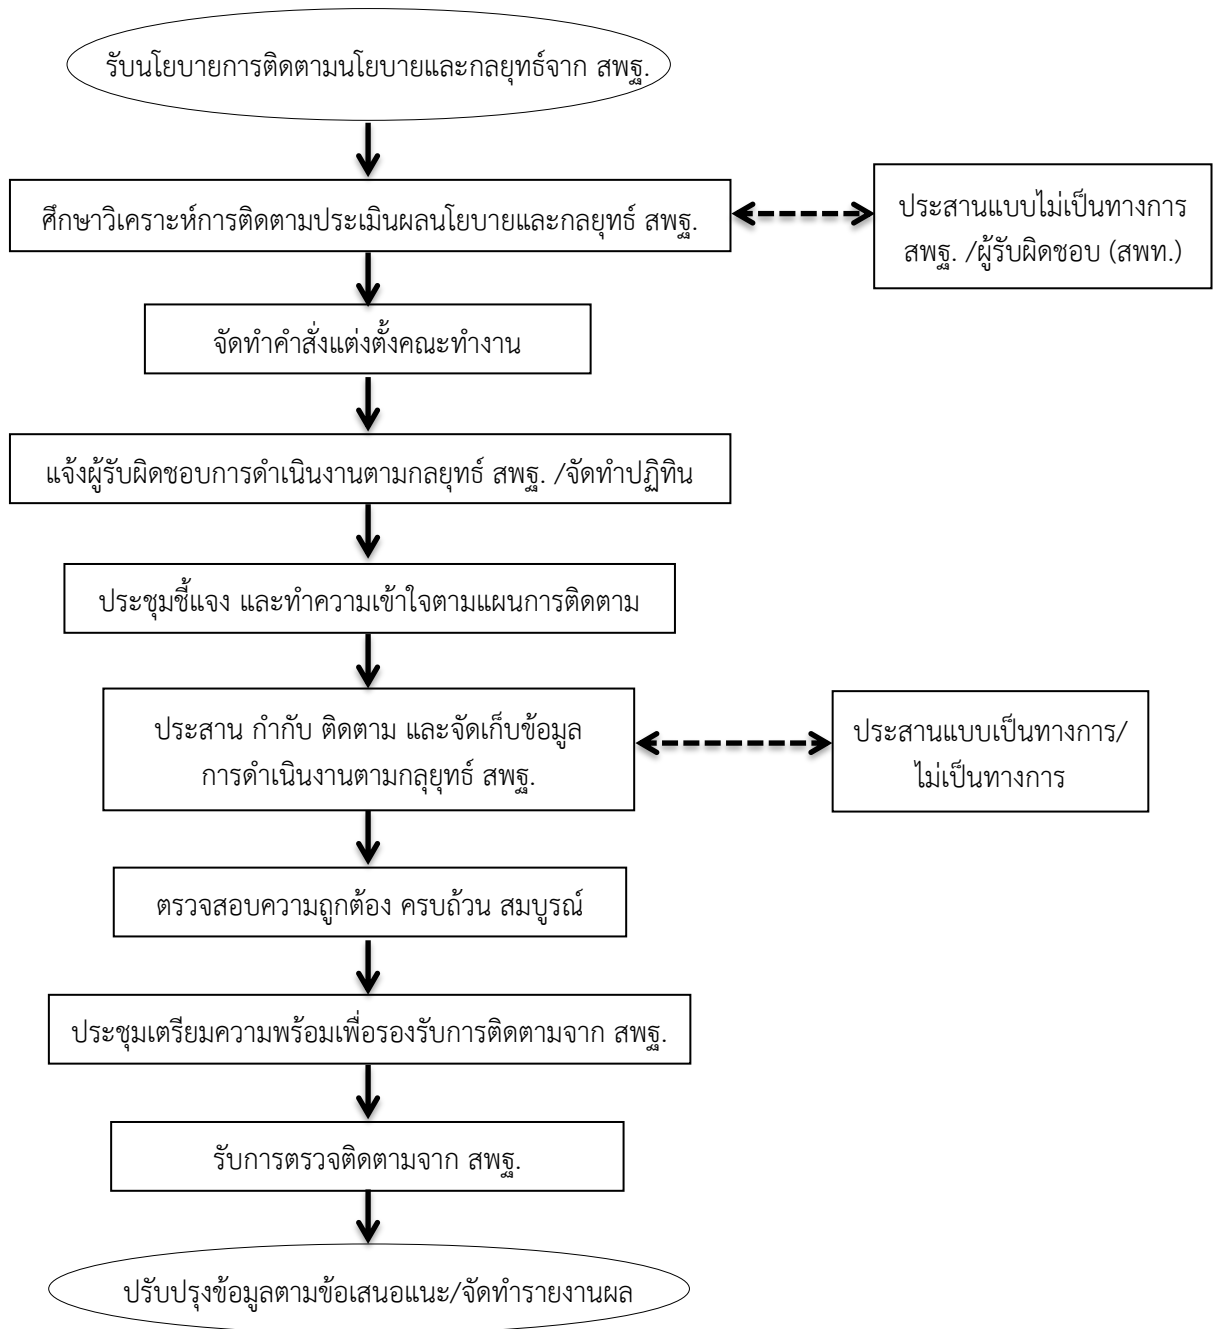 รับนโยบายการติดตามนโยบายและกลยุทธ์จาก สพฐ.
ศึกษาวิเคราะห์การติดตามประเมินผลนโยบายและกลยุทธ์ สพฐ.
ประสานแบบไม่เป็นทางการ
สพฐ. /ผู้รับผิดชอบ (สพท.)
จัดทำคำสั่งแต่งตั้งคณะทำงาน
แจ้งผู้รับผิดชอบการดำเนินงานตามกลยุทธ์ สพฐ. /จัดทำปฏิทิน
ประชุมชี้แจง และทำความเข้าใจตามแผนการติดตาม
ประสาน กำกับ ติดตาม และจัดเก็บข้อมูล
การดำเนินงานตามกลุยุทธ์ สพฐ.
ประสานแบบเป็นทางการ/
ไม่เป็นทางการ
ตรวจสอบความถูกต้อง ครบถ้วน สมบูรณ์
ประชุมเตรียมความพร้อมเพื่อรองรับการติดตามจาก สพฐ.
รับการตรวจติดตามจาก สพฐ.
ปรับปรุงข้อมูลตามข้อเสนอแนะ/จัดทำรายงานผล